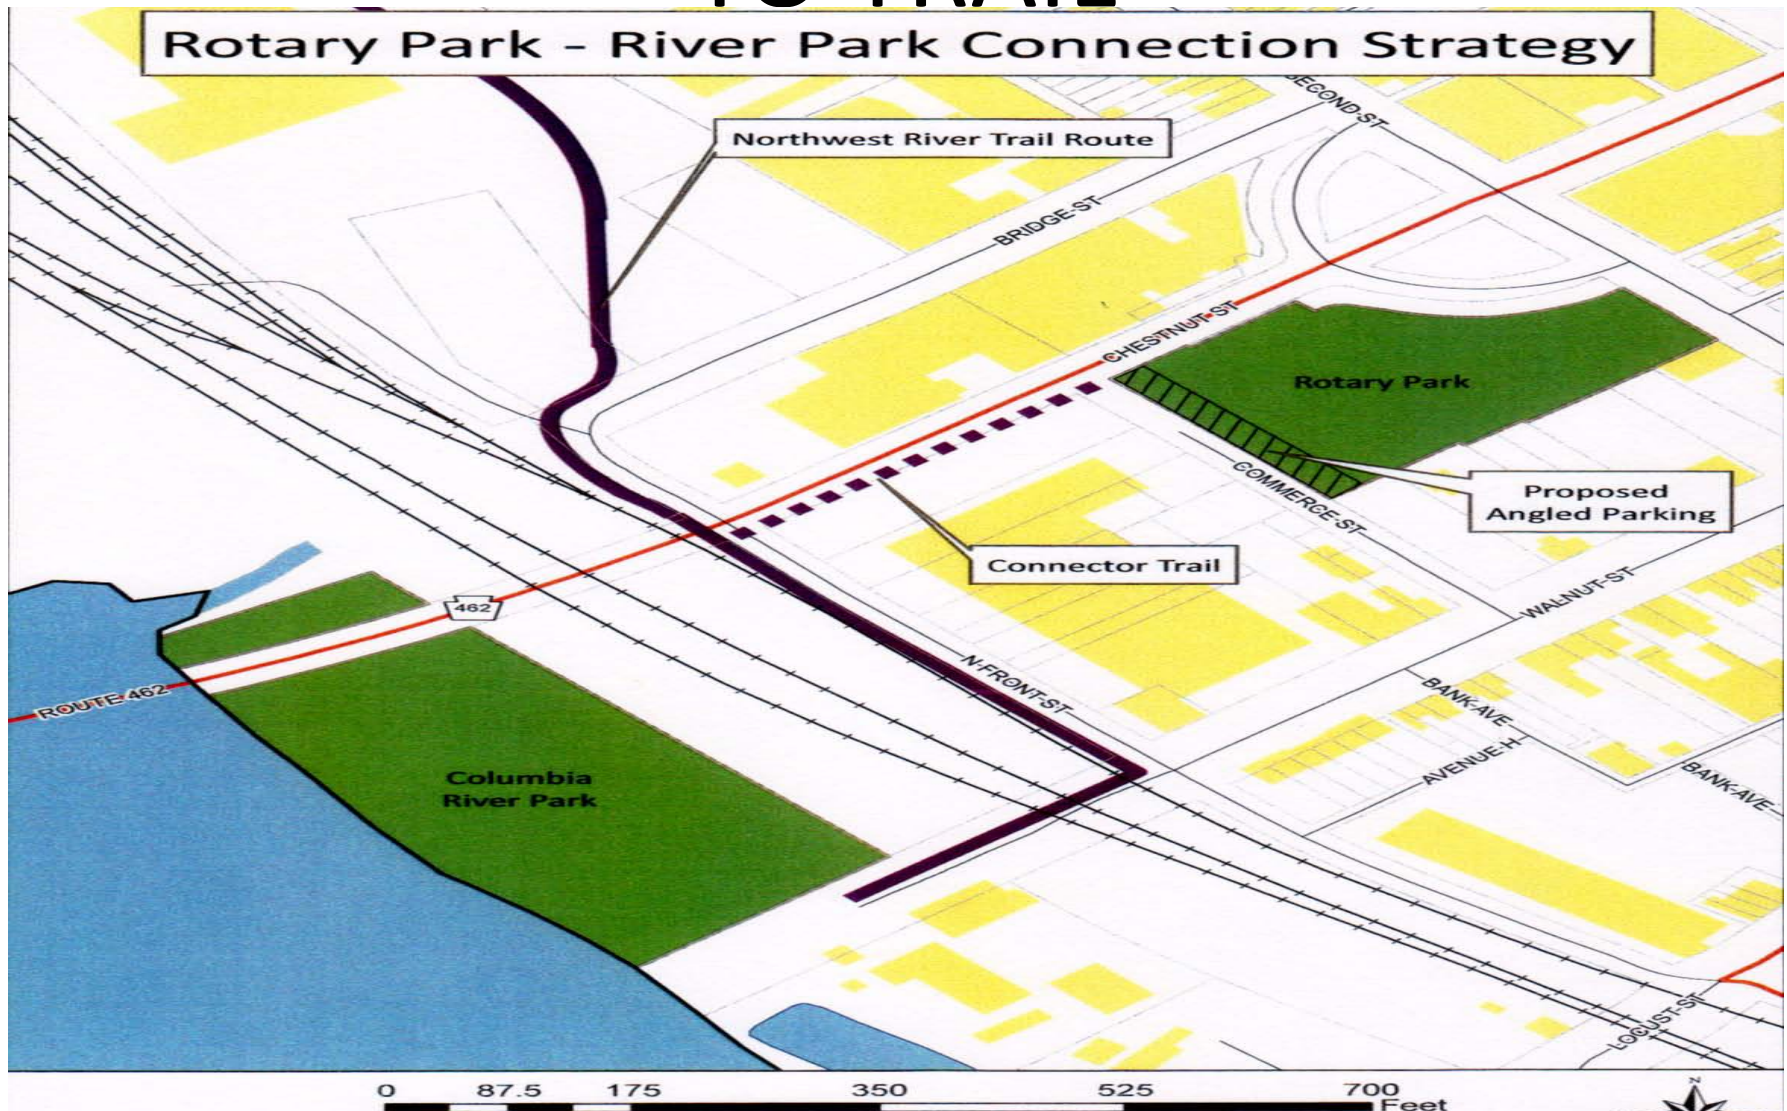 TO TRAIL
Rotary Park - River Park Connection Strategy
SECOND-ST
Northwest River Trail Route
BRIDGE-ST
CHESTNUT-ST
Rotary Park
COMMERCE-ST
Proposed
Angled Parking
Connector Trail
WALNUT-ST
462
N-FRONT-ST
ROUTE-462
BANK-AVE
AVENUE-H
BANK-AVE
Columbia
River Park
LOCUST-ST
0 87.5 175 350 525 700
Feet
N